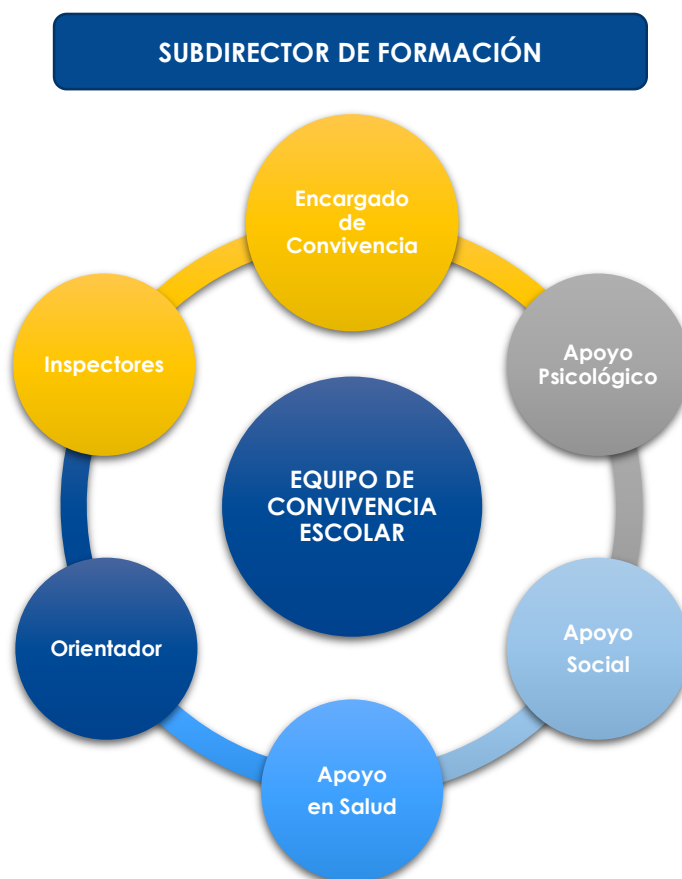 SUBDIRECTOR DE FORMACIÓN
Encargado
de
Convivencia
Inspectores
Apoyo
Psicológico
EQUIPO DE
CONVIVENCIA
ESCOLAR
Orientador
Apoyo
Social
Apoyo
en Salud